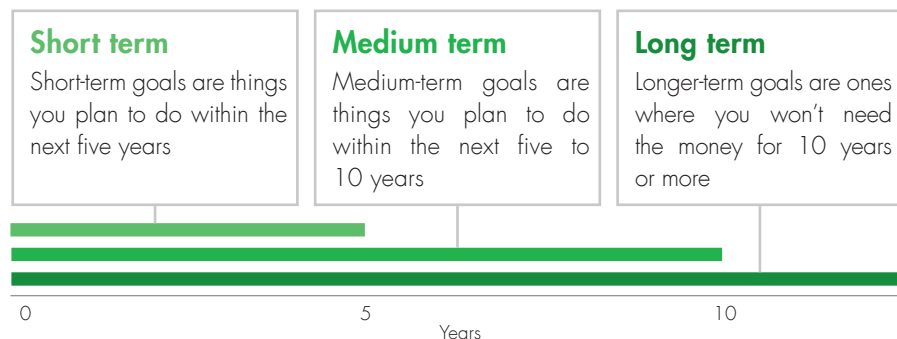 Short term
Short-term goals are things
you plan to do within the
next five years
Medium term
Medium-term goals are
things you plan to do
within the next five to
10 years
Long term
Longer-term goals are ones
where you won’t need
the money for 10 years
or more
0
5
10
Years